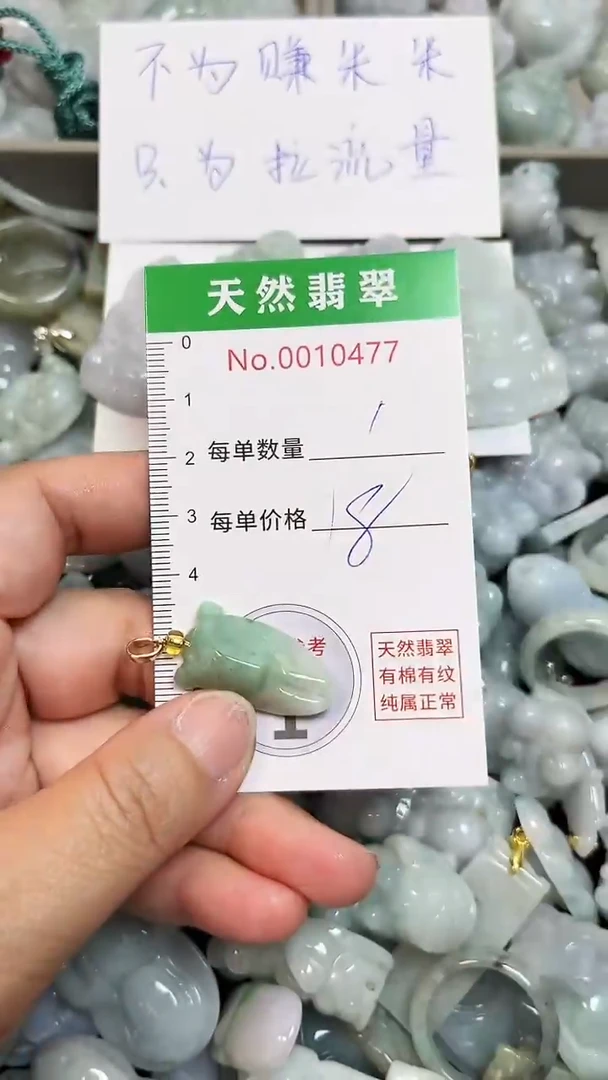 不为赚米米
只为拉流量
天然翡翠
No.0010477
0
1
2
3
4
每单数量 1
每单价格 18
考
天然翡翠
有棉有纹
纯属正常